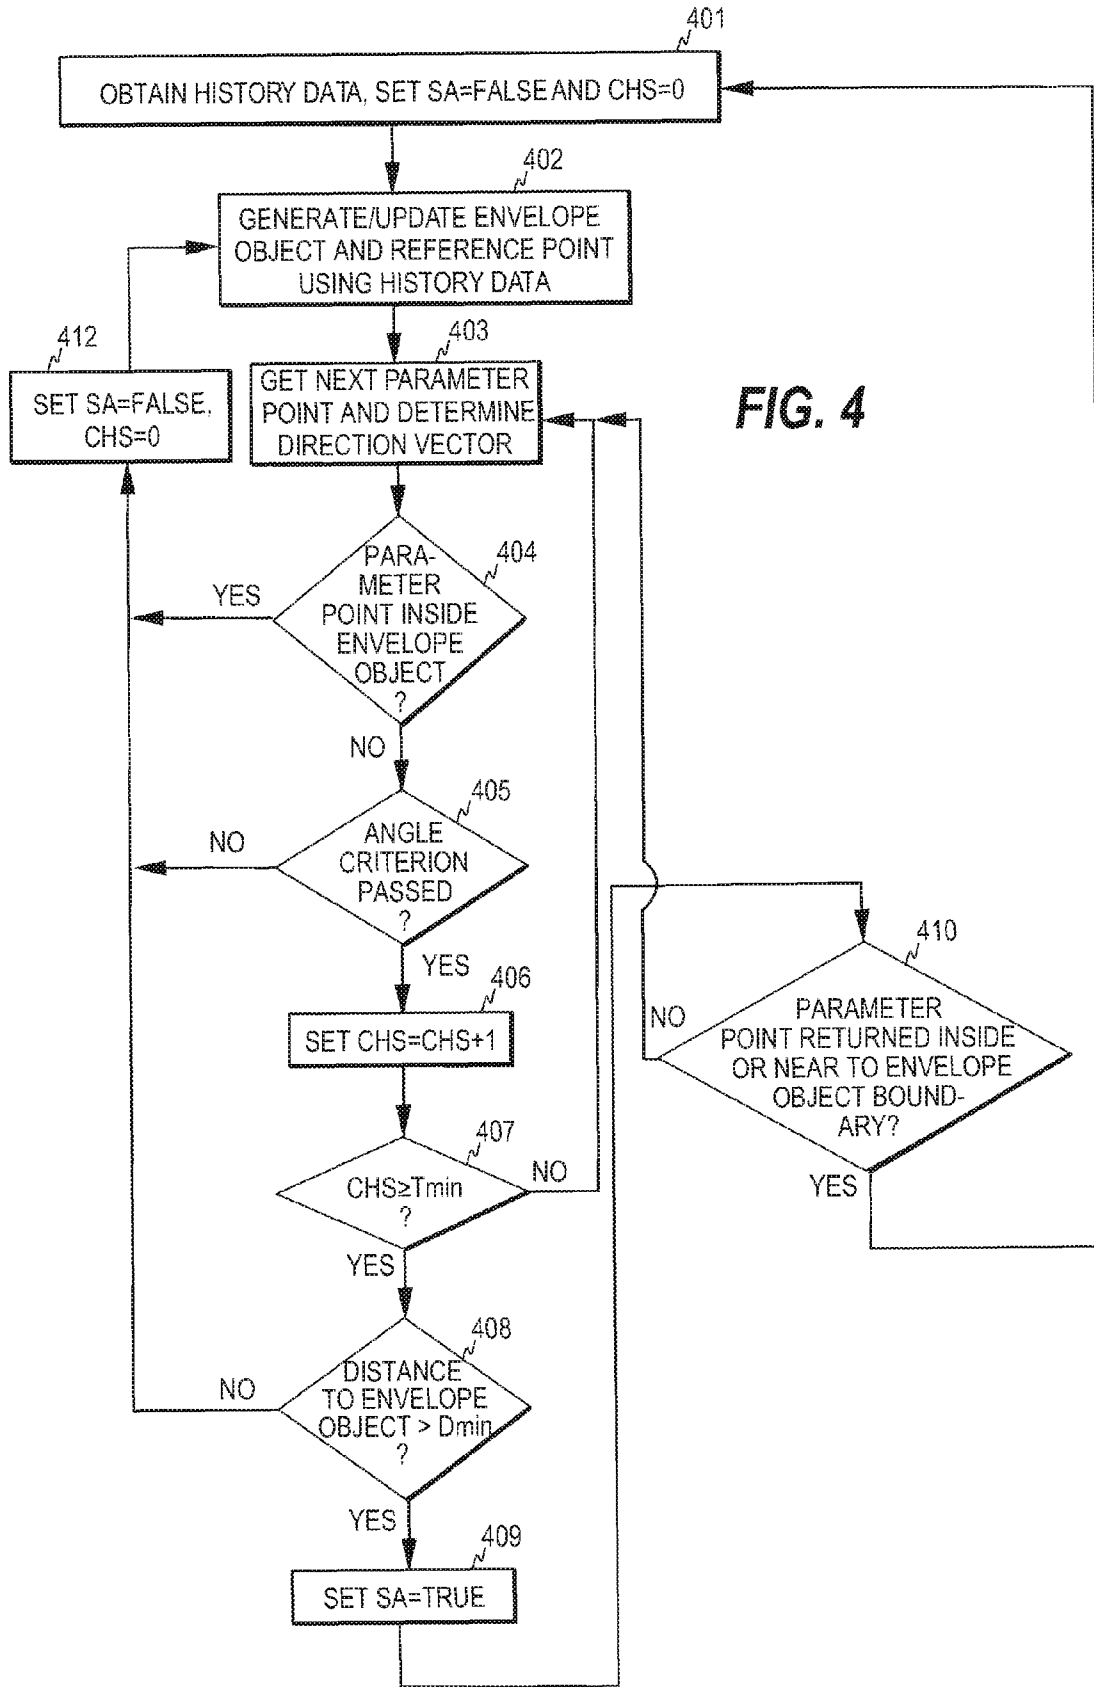 401
OBTAIN HISTORY DATA, SET SA=FALSE AND CHS=0
402
GENERATE/UPDATE ENVELOPE
OBJECT AND REFERENCE POINT
USING HISTORY DATA
412
SET SA=FALSE,
CHS=0
403
GET NEXT PARAMETER
POINT AND DETERMINE
DIRECTION VECTOR
FIG. 4
404
PARA-
METER
POINT INSIDE
ENVELOPE
OBJECT
?
YES
NO
405
ANGLE
CRITERION
PASSED
?
NO
YES
406
SET CHS=CHS+1
407
CHS≥Tmin
?
NO
YES
408
DISTANCE
TO ENVELOPE
OBJECT > Dmin
?
NO
YES
409
SET SA=TRUE
410
PARAMETER
POINT RETURNED INSIDE
OR NEAR TO ENVELOPE
OBJECT BOUND-
ARY?
NO
YES